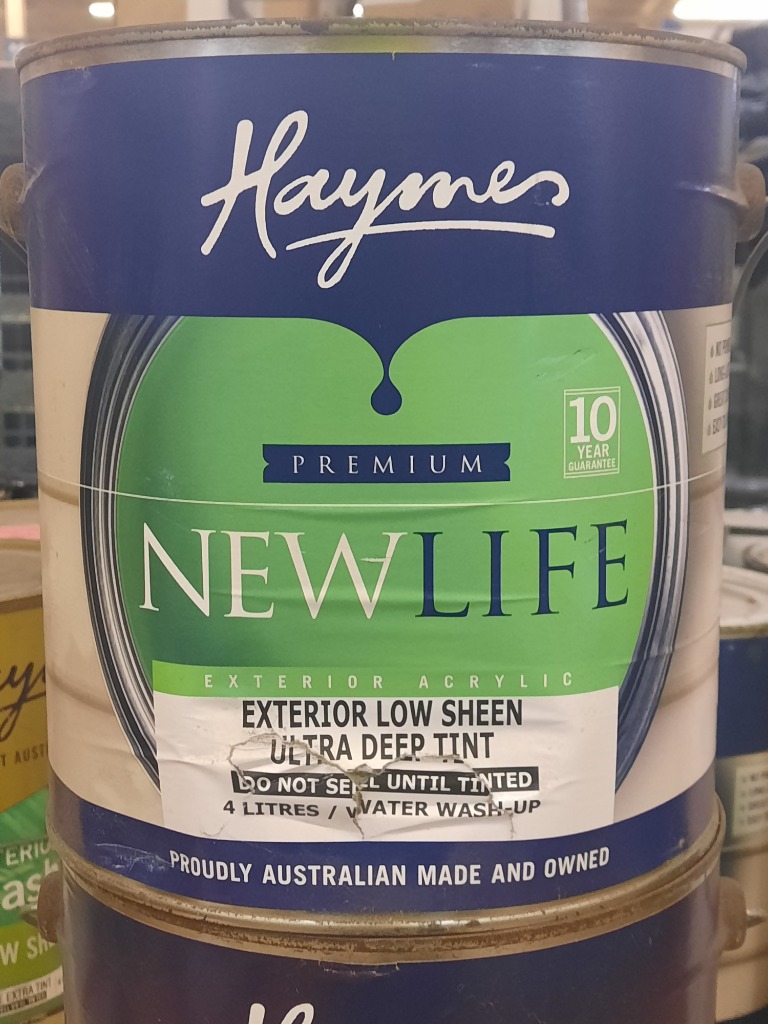 Haymes
PREMIUM
10
YEAR
GUARANTEE
NEWLIFE
EXTERIOR ACRYLIC
EXTERIOR LOW SHEEN
ULTRA DEEP TINT
DO NOT SELL UNTIL TINTED
4 LITRES / WATER WASH-UP
PROUDLY AUSTRALIAN MADE AND OWNED